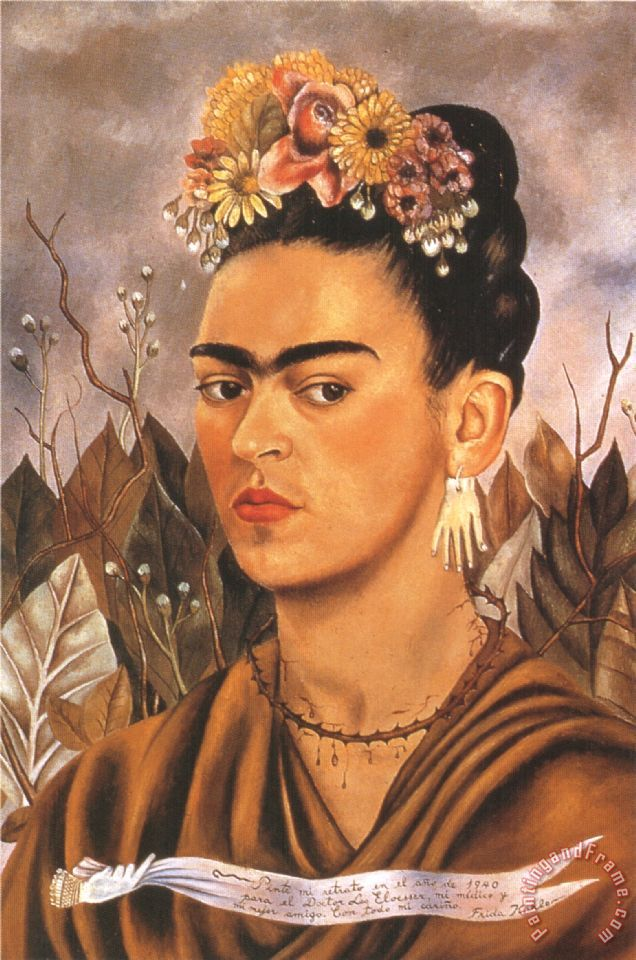 Pinté mi retrato en el año de 1940
para el Doctor Leo Eloesser, mi médico y
mi mejor amigo. Con todo mi cariño. Frida Kahlo
PaintingandFrame.com